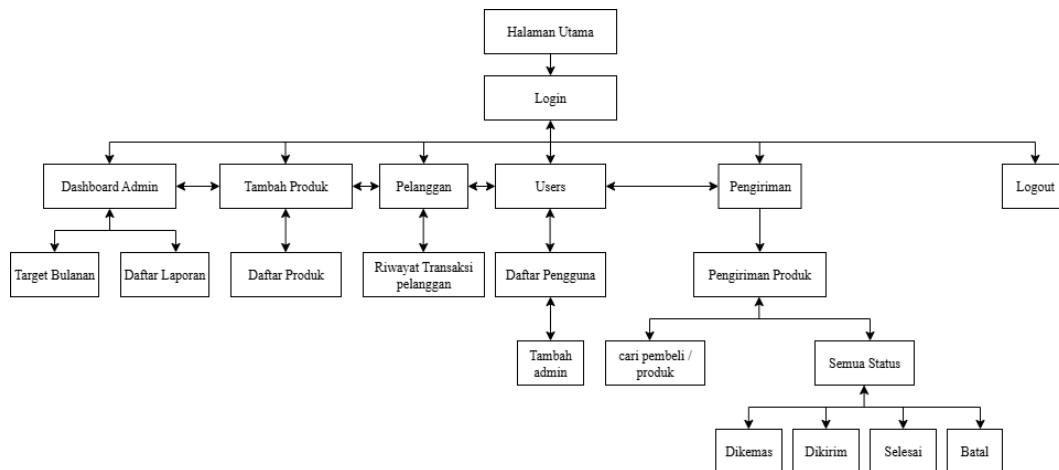 Halaman Utama
Login
Dashboard Admin
Tambah Produk
Pelanggan
Users
Pengiriman
Logout
Target Bulanan
Daftar Laporan
Daftar Produk
Riwayat Transaksi
pelanggan
Daftar Pengguna
Pengiriman Produk
Tambah
admin
cari pembeli /
produk
Semua Status
Dikemas
Dikirim
Selesai
Batal